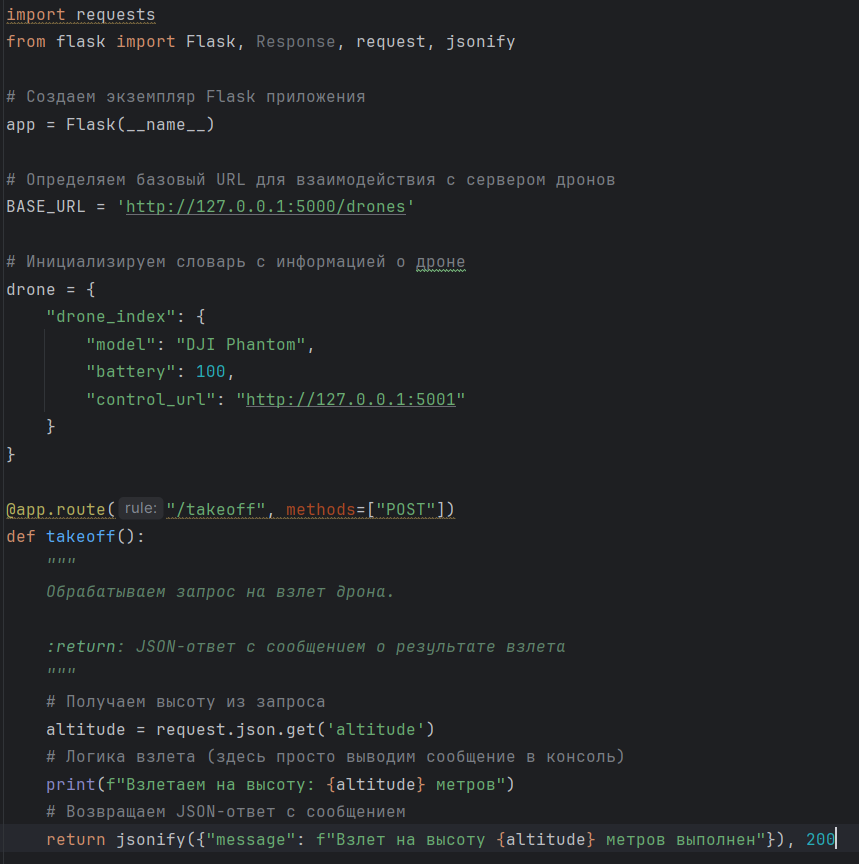 import requests
from flask import Flask, Response, request, jsonify
# Создаем экземпляр Flask приложения
app = Flask(__name__)
# Определяем базовый URL для взаимодействия с сервером дронов
BASE_URL = 'http://127.0.0.1:5000/drones'
# Инициализируем словарь с информацией о дроне
drone = {
    "drone_index": {
        "model": "DJI Phantom",
        "battery": 100,
        "control_url": "http://127.0.0.1:5001"
    }
}
@app.route( rule: "/takeoff", methods=["POST"])
def takeoff():
    """
    Обрабатываем запрос на взлет дрона.
    :return: JSON-ответ с сообщением о результате взлета
    """
    # Получаем высоту из запроса
    altitude = request.json.get('altitude')
    # Логика взлета (здесь просто выводим сообщение в консоль)
    print(f"Взлетаем на высоту: {altitude} метров")
    # Возвращаем JSON-ответ с сообщением
    return jsonify({"message": f"Взлет на высоту {altitude} метров выполнен"}), 200